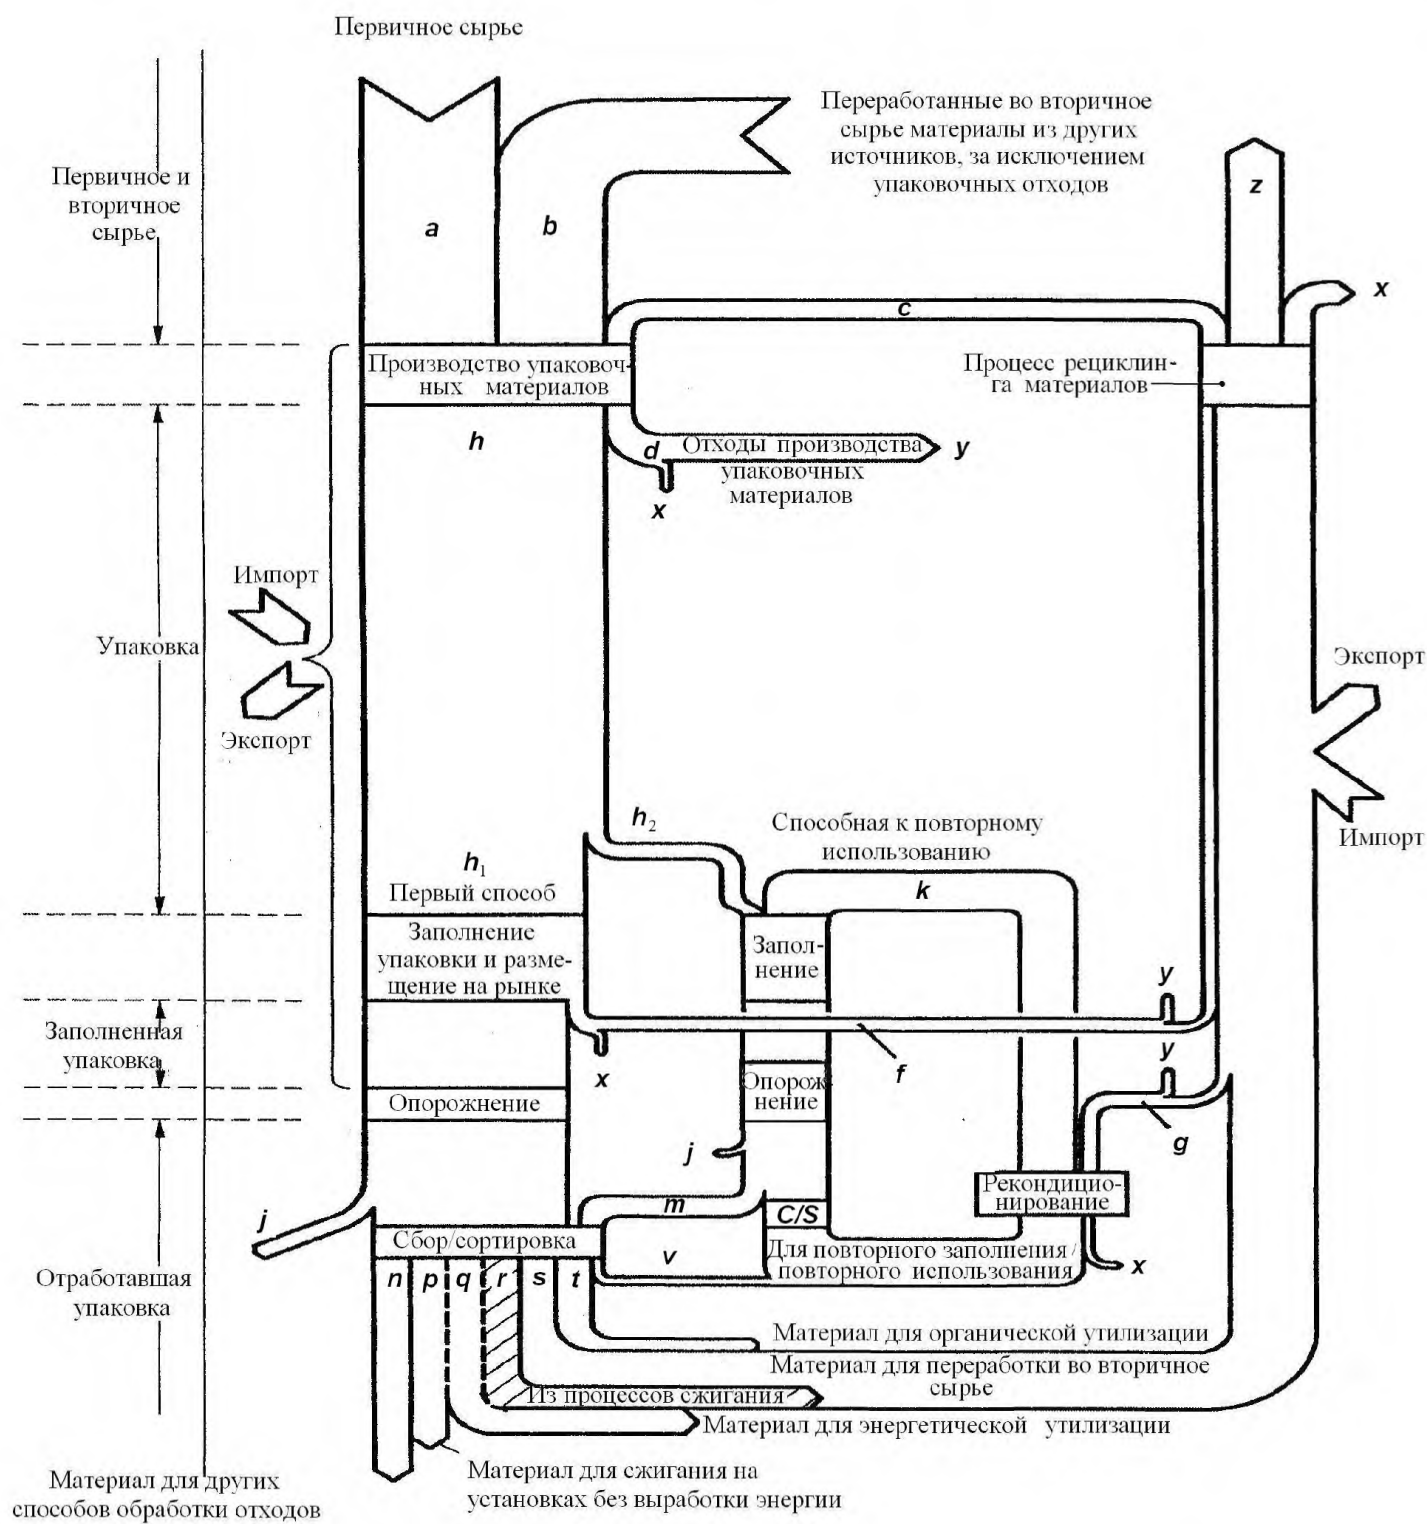 Первичное сырье
Переработанные во вторичное
сырье материалы из других
источников, за исключением
упаковочных отходов
Первичное и
вторичное
сырье
a
b
z
x
c
Производство упаковоч-
ных материалов
Процесс рециклин-
га материалов
h
d
Отходы производства
упаковочных
материалов
y
x
Импорт
Упаковка
Экспорт
Экспорт
Импорт
h2
Способная к повторному
использованию
k
h1
Первый способ
Заполнение
упаковки и разме-
щение на рынке
Запол-
нение
y
Заполненная
упаковка
x
f
y
Опорожнение
Опорож
нение
g
j
j
m
C/S
Рекондицио-
нирование
Сбор/сортировка
v
Для повторного заполнения/
повторного использования
x
n
p
q
r
s
t
Отработавшая
упаковка
Материал для органической утилизации
Материал для переработки во вторичное
сырье
Из процессов сжигания
Материал для энергетической утилизации
Материал для сжигания на
установках без выработки энергии
Материал для других
способов обработки отходов